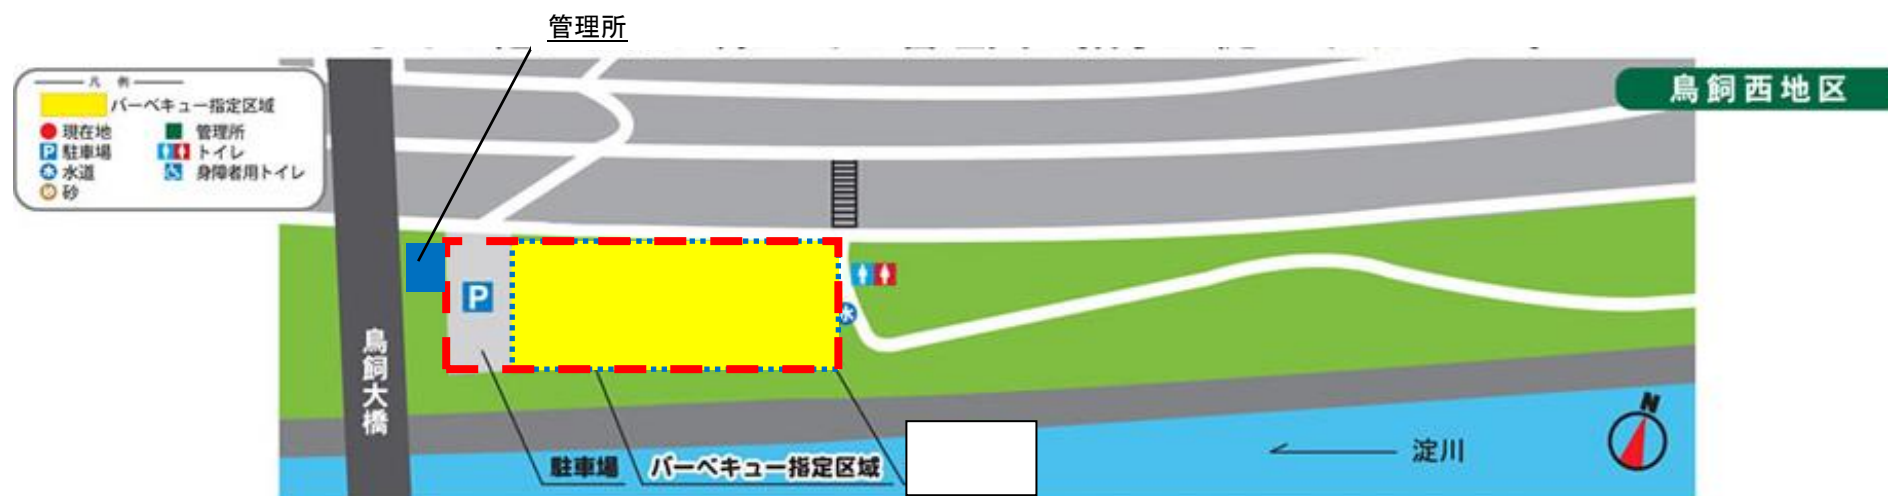 管理所
凡 例
バーベキュー指定区域
現在地
管理所
P 駐車場
トイレ
水道
身障者用トイレ
砂
鳥飼西地区
P
水
鳥飼大橋
駐車場
バーベキュー指定区域
淀川
N